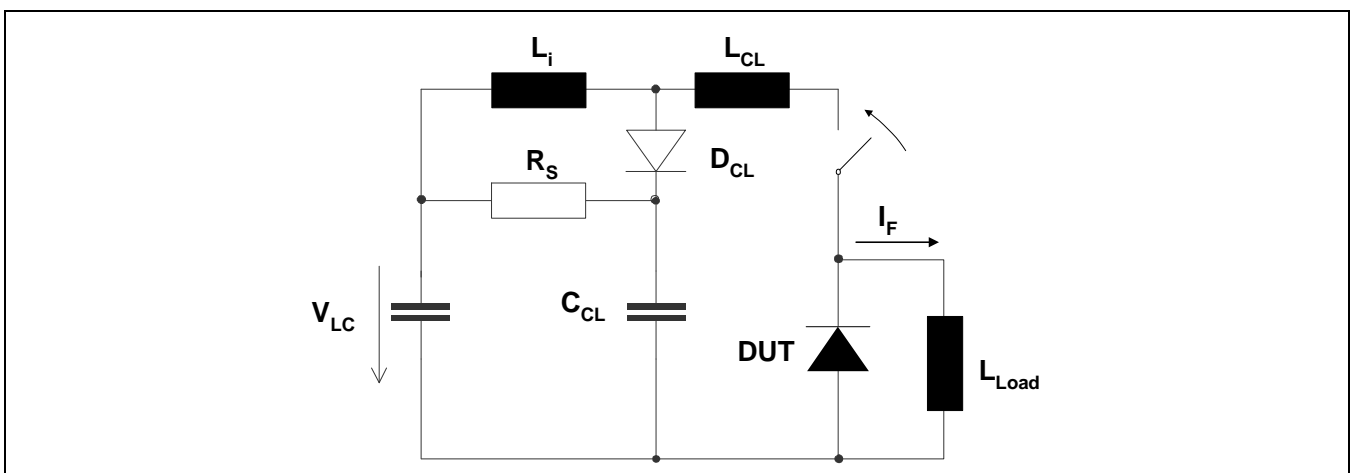 L_i
L_CL
D_CL
R_S
I_F
V_LC
C_CL
DUT
L_Load